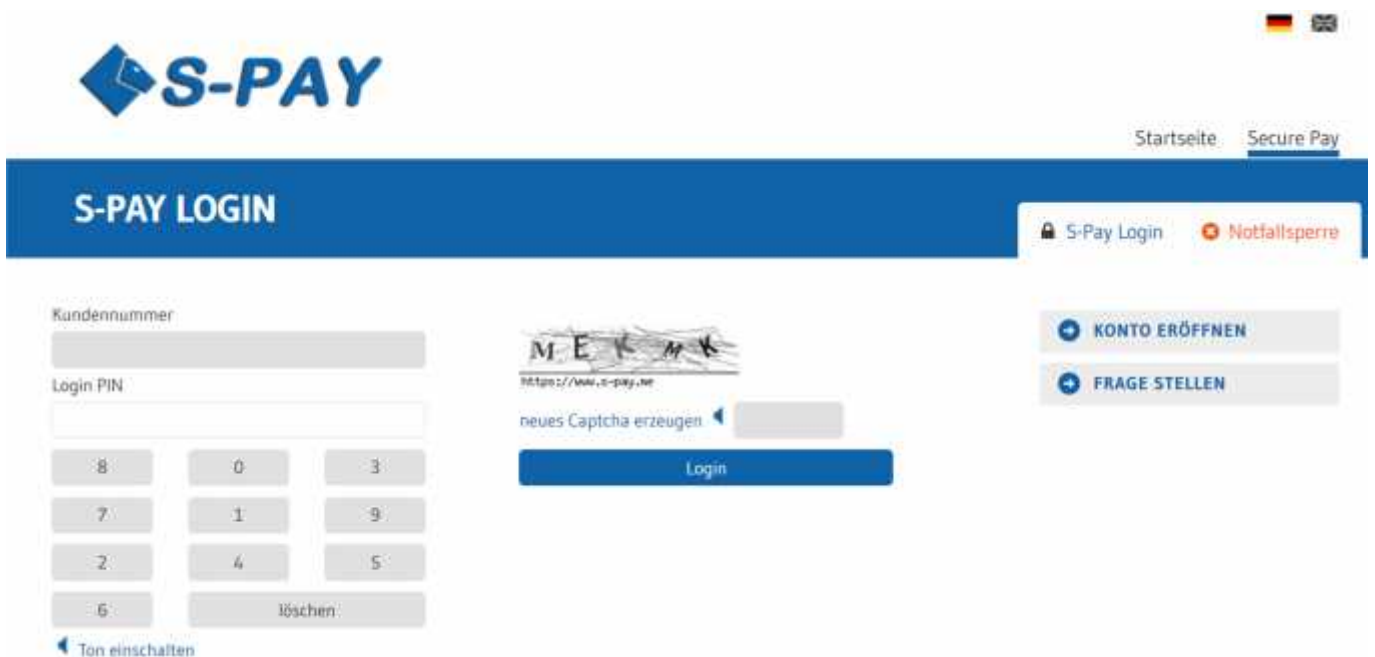 S-PAY
Startseite Secure Pay
S-PAY LOGIN
S-Pay Login Notfallsperre
Kundennummer
M E K M K
https://www.s-pay.me
KONTO ERÖFFNEN
Login PIN
FRAGE STELLEN
neues Captcha erzeugen
8 0 3
Login
7 1 9
2 4 5
6 löschen
Ton einschalten